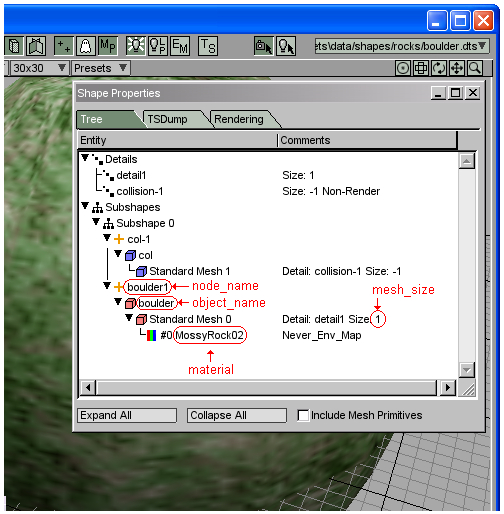 MP
EM
TS
ets\data/shapes/rocks/boulder.dts
30x30 Presets
Shape Properties
Tree TSDump Rendering
Entity Comments
Details
detail1 Size: 1
collision-1 Size: -1 Non-Render
Subshapes
Subshape 0
col-1
col
Standard Mesh 1 Detail: collision-1 Size: -1
boulder1 node_name
boulder object_name mesh_size
Standard Mesh 0 Detail: detail1 Size: 1
#0 MossyRock02 Never_Env_Map
material
Expand All Collapse All Include Mesh Primitives